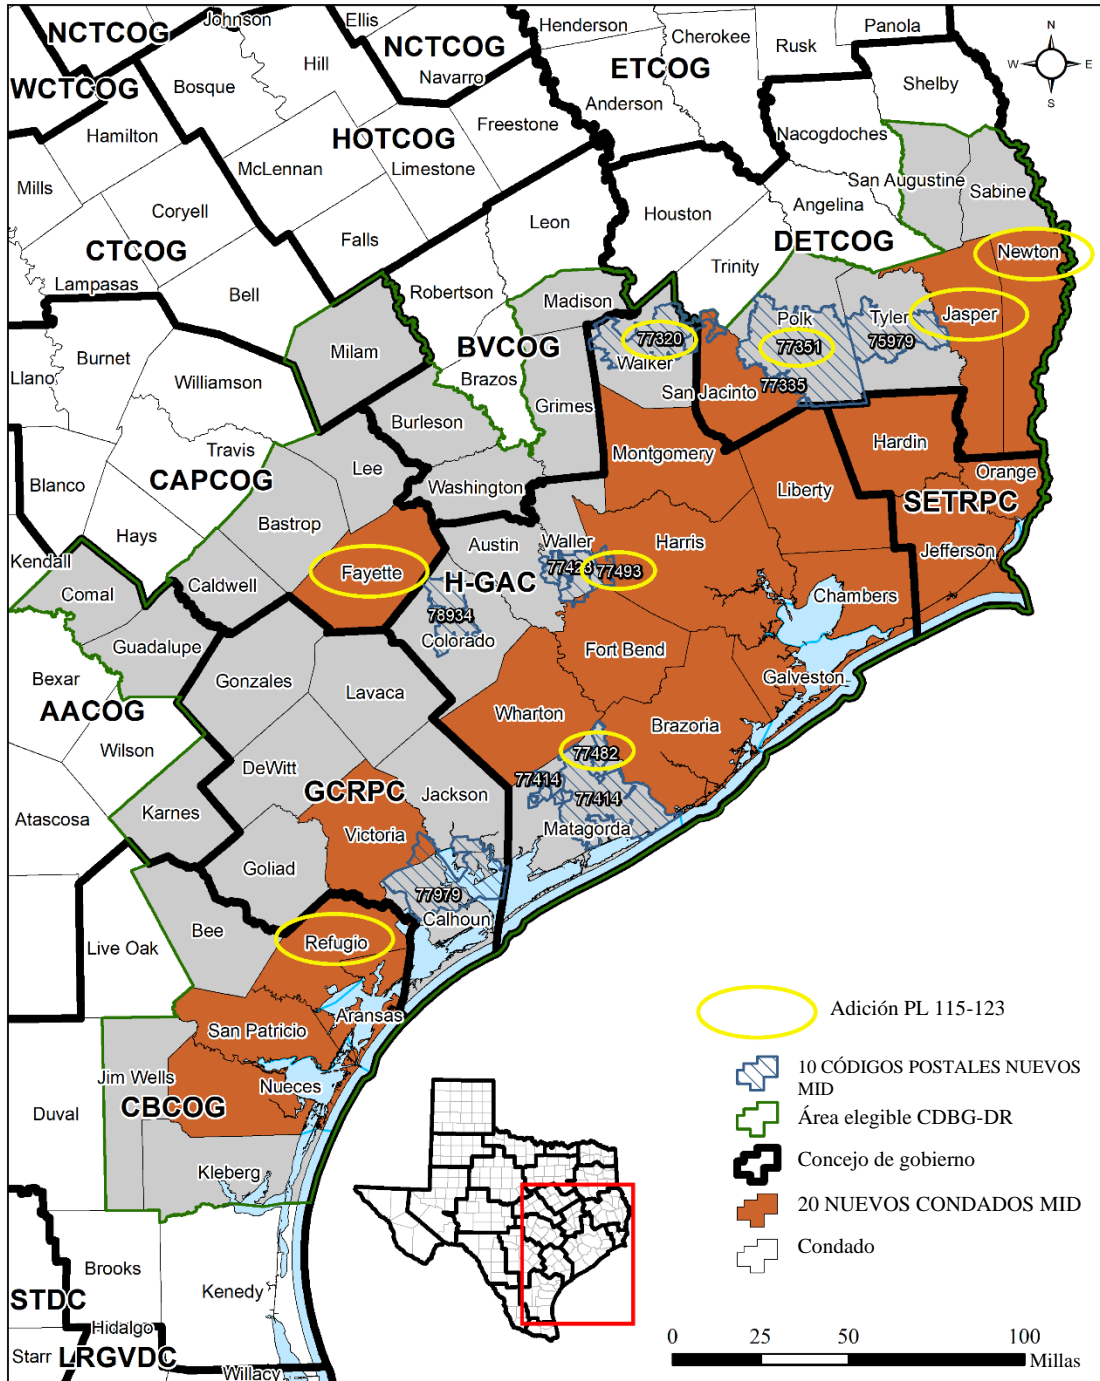 Johnson
Ellis
Henderson
Cherokee
Panola
NCTCOG
NCTCOG
Rusk
N
W
E
S
Hill
Navarro
ETCOG
WCTCOG
Bosque
Shelby
Anderson
Hamilton
HOTCOG
Freestone
Nacogdoches
McLennan
Limestone
Mills
San Augustine
Sabine
Coryell
Leon
Houston
Angelina
CTCOG
Falls
DETCOG
Newton
Lampasas
Bell
Robertson
Madison
Trinity
Polk
Tyler
Jasper
Burnet
Milam
BVCOG
77320
77351
75979
Llano
Williamson
Brazos
Walker
San Jacinto
77335
Grimes
Burleson
Travis
Montgomery
Hardin
Blanco
CAPCOG
Lee
Washington
Liberty
Orange
Bastrop
SETRPC
Hays
Austin
Waller
Harris
Jefferson
Kendall
Fayette
H-GAC
77423
77493
Comal
Caldwell
Chambers
78934
Guadalupe
Colorado
Fort Bend
Bexar
Gonzales
Lavaca
Galveston
AACOG
Wharton
Brazoria
Wilson
77482
DeWitt
77414
GCRPC
Jackson
77414
Karnes
Atascosa
Victoria
Matagorda
Goliad
77979
Calhoun
Bee
Live Oak
Refugio
Aransas
San Patricio
Jim Wells
Nueces
Duval
CBCOG
Kleberg
Brooks
Kenedy
STDC
Hidalgo
Starr
LRGVDC
Willacy
Adición PL 115-123
10 CÓDIGOS POSTALES NUEVOS
MID
Área elegible CDBG-DR
Concejo de gobierno
20 NUEVOS CONDADOS MID
Condado
0
25
50
100
Millas